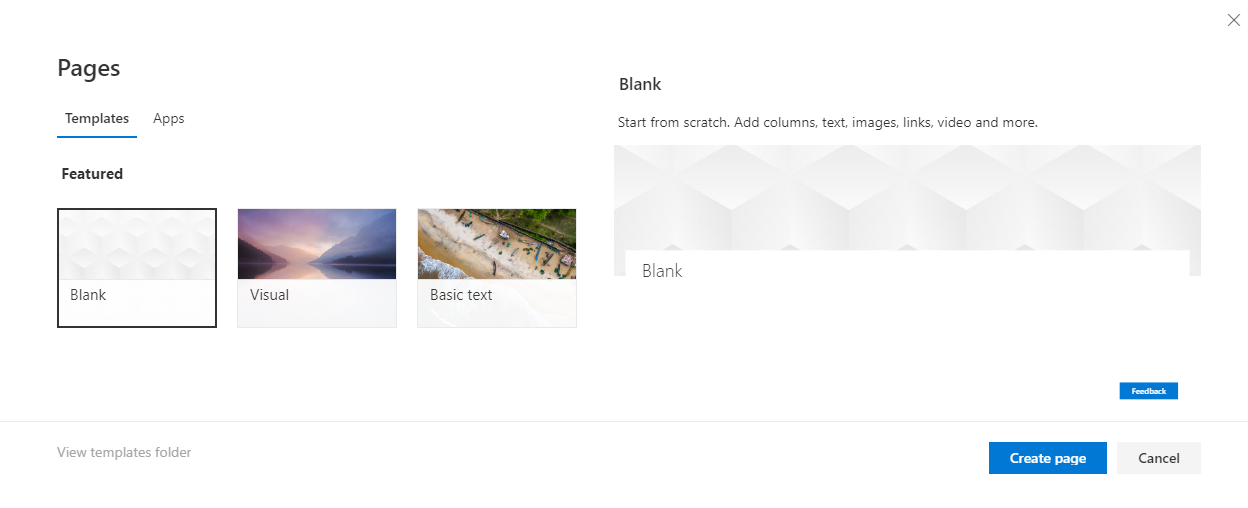 Pages
Templates Apps
Featured
Blank
Visual
Basic text
Blank
Start from scratch. Add columns, text, images, links, video and more.
Blank
Feedback
View templates folder
Create page Cancel